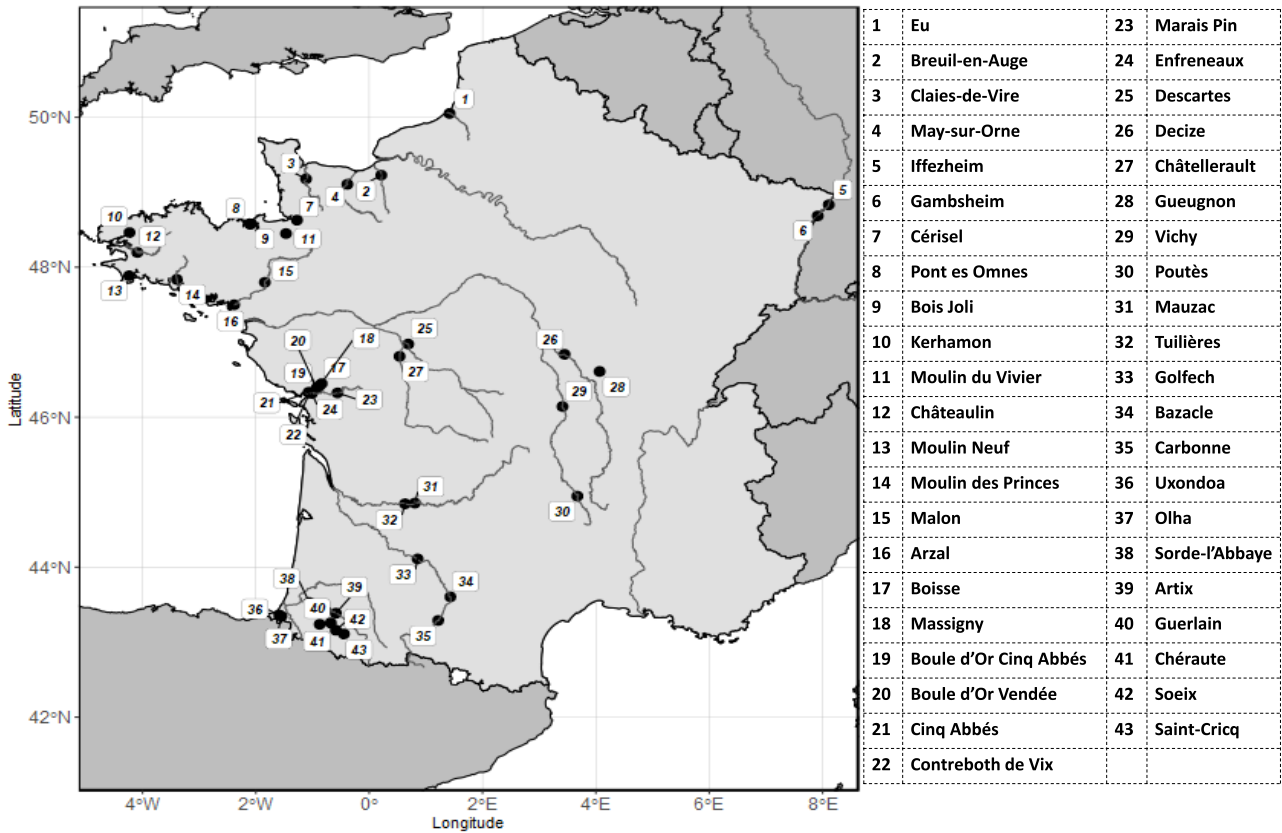 50°N
48°N
46°N
44°N
42°N
Latitude
4°W
2°W
0°
2°E
4°E
6°E
8°E
Longitude
1
2
3
4
5
6
7
8
9
10
11
12
13
14
15
16
17
18
19
20
21
22
23
24
25
26
27
28
29
30
31
32
33
34
35
36
37
38
39
40
41
42
43
1 Eu 23 Marais Pin
2 Breuil-en-Auge 24 Enfreneaux
3 Claies-de-Vire 25 Descartes
4 May-sur-Orne 26 Decize
5 Iffezheim 27 Châtellerault
6 Gambsheim 28 Gueugnon
7 Cérisel 29 Vichy
8 Pont es Omnes 30 Poutès
9 Bois Joli 31 Mauzac
10 Kerhamon 32 Tuilières
11 Moulin du Vivier 33 Golfech
12 Châteaulin 34 Bazacle
13 Moulin Neuf 35 Carbonne
14 Moulin des Princes 36 Uxondoa
15 Malon 37 Olha
16 Arzal 38 Sorde-l'Abbaye
17 Boisse 39 Artix
18 Massigny 40 Guerlain
19 Boule d'Or Cinq Abbés 41 Chéraute
20 Boule d'Or Vendée 42 Soeix
21 Cinq Abbés 43 Saint-Cricq
22 Contreboth de Vix